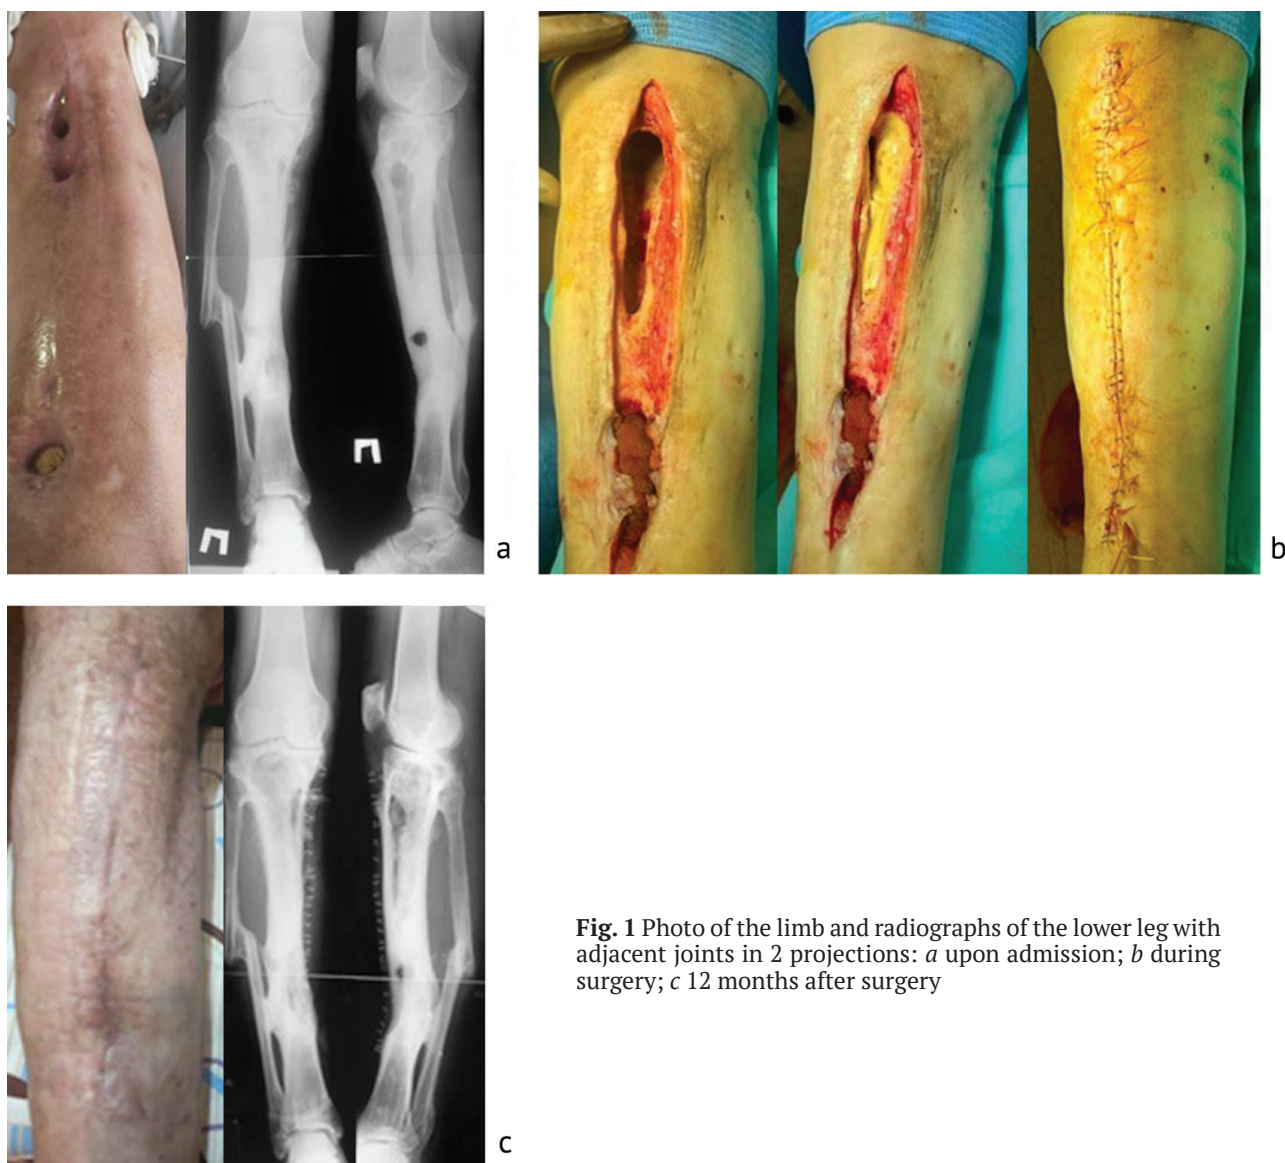 П
П
a
b
c
Fig. 1 Photo of the limb and radiographs of the lower leg with
adjacent joints in 2 projections: a upon admission; b during
surgery; c 12 months after surgery